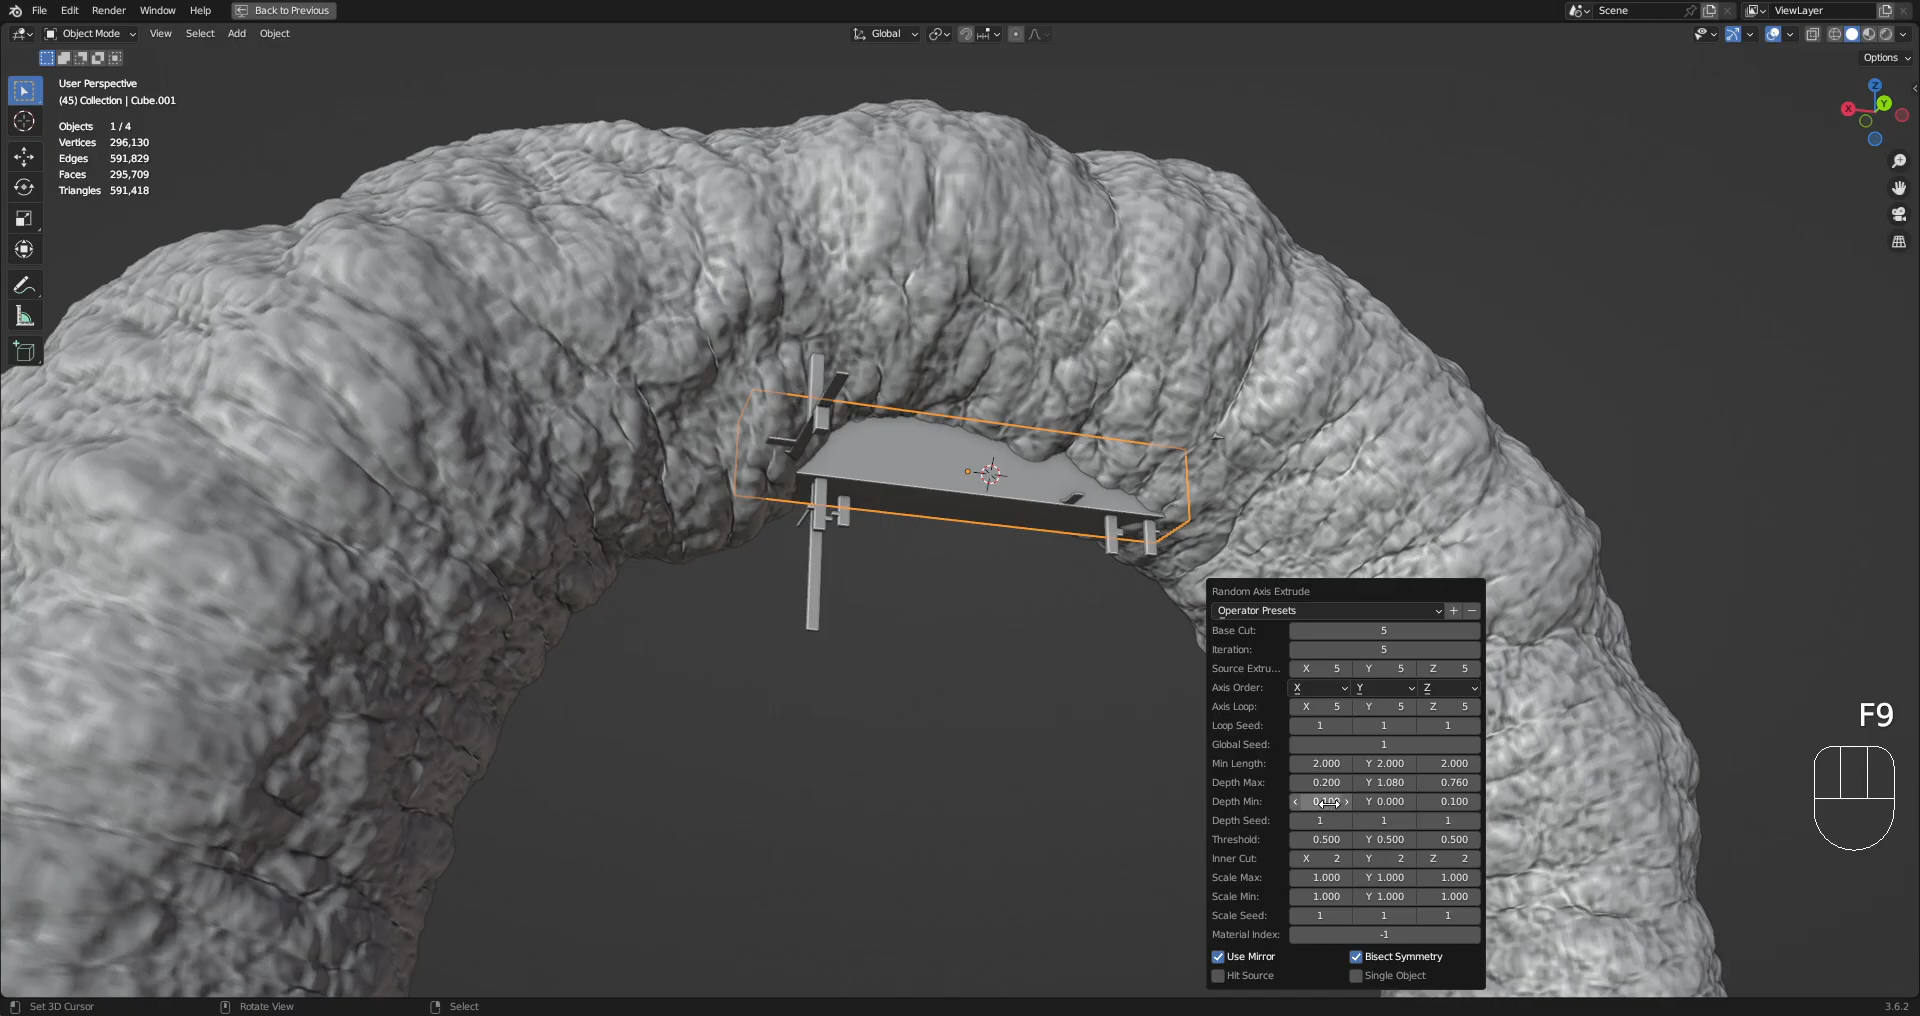 File Edit Render Window Help Back to Previous Scene ViewLayer
Object Mode View Select Add Object Global
Options
User Perspective
(45) Collection | Cube.001
Objects 1 / 4
Vertices 296,130
Edges 591,829
Faces 295,709
Triangles 591,418
Z
Y
X
Random Axis Extrude
Operator Presets
Base Cut: 5
Iteration: 5
Source Extru... X 5 Y 5 Z 5
Axis Order: X Y Z
Axis Loop: X 5 Y 5 Z 5
Loop Seed: 1 1 1
Global Seed: 1
Min Length: 2.000 Y 2.000 2.000
Depth Max: 0.200 Y 1.080 0.760
Depth Min: 0.100 Y 0.000 0.100
Depth Seed: 1 1 1
Threshold: 0.500 Y 0.500 0.500
Inner Cut: X 2 Y 2 Z 2
Scale Max: 1.000 Y 1.000 1.000
Scale Min: 1.000 Y 1.000 1.000
Scale Seed: 1 1 1
Material Index: -1
Use Mirror Bisect Symmetry
Hit Source Single Object
F9
Set 3D Cursor Rotate View Select 3.6.2